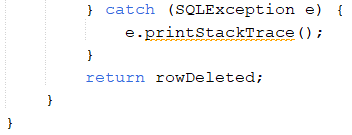 } catch (SQLException e) {
e.printStackTrace();
}
return rowDeleted;
}
}